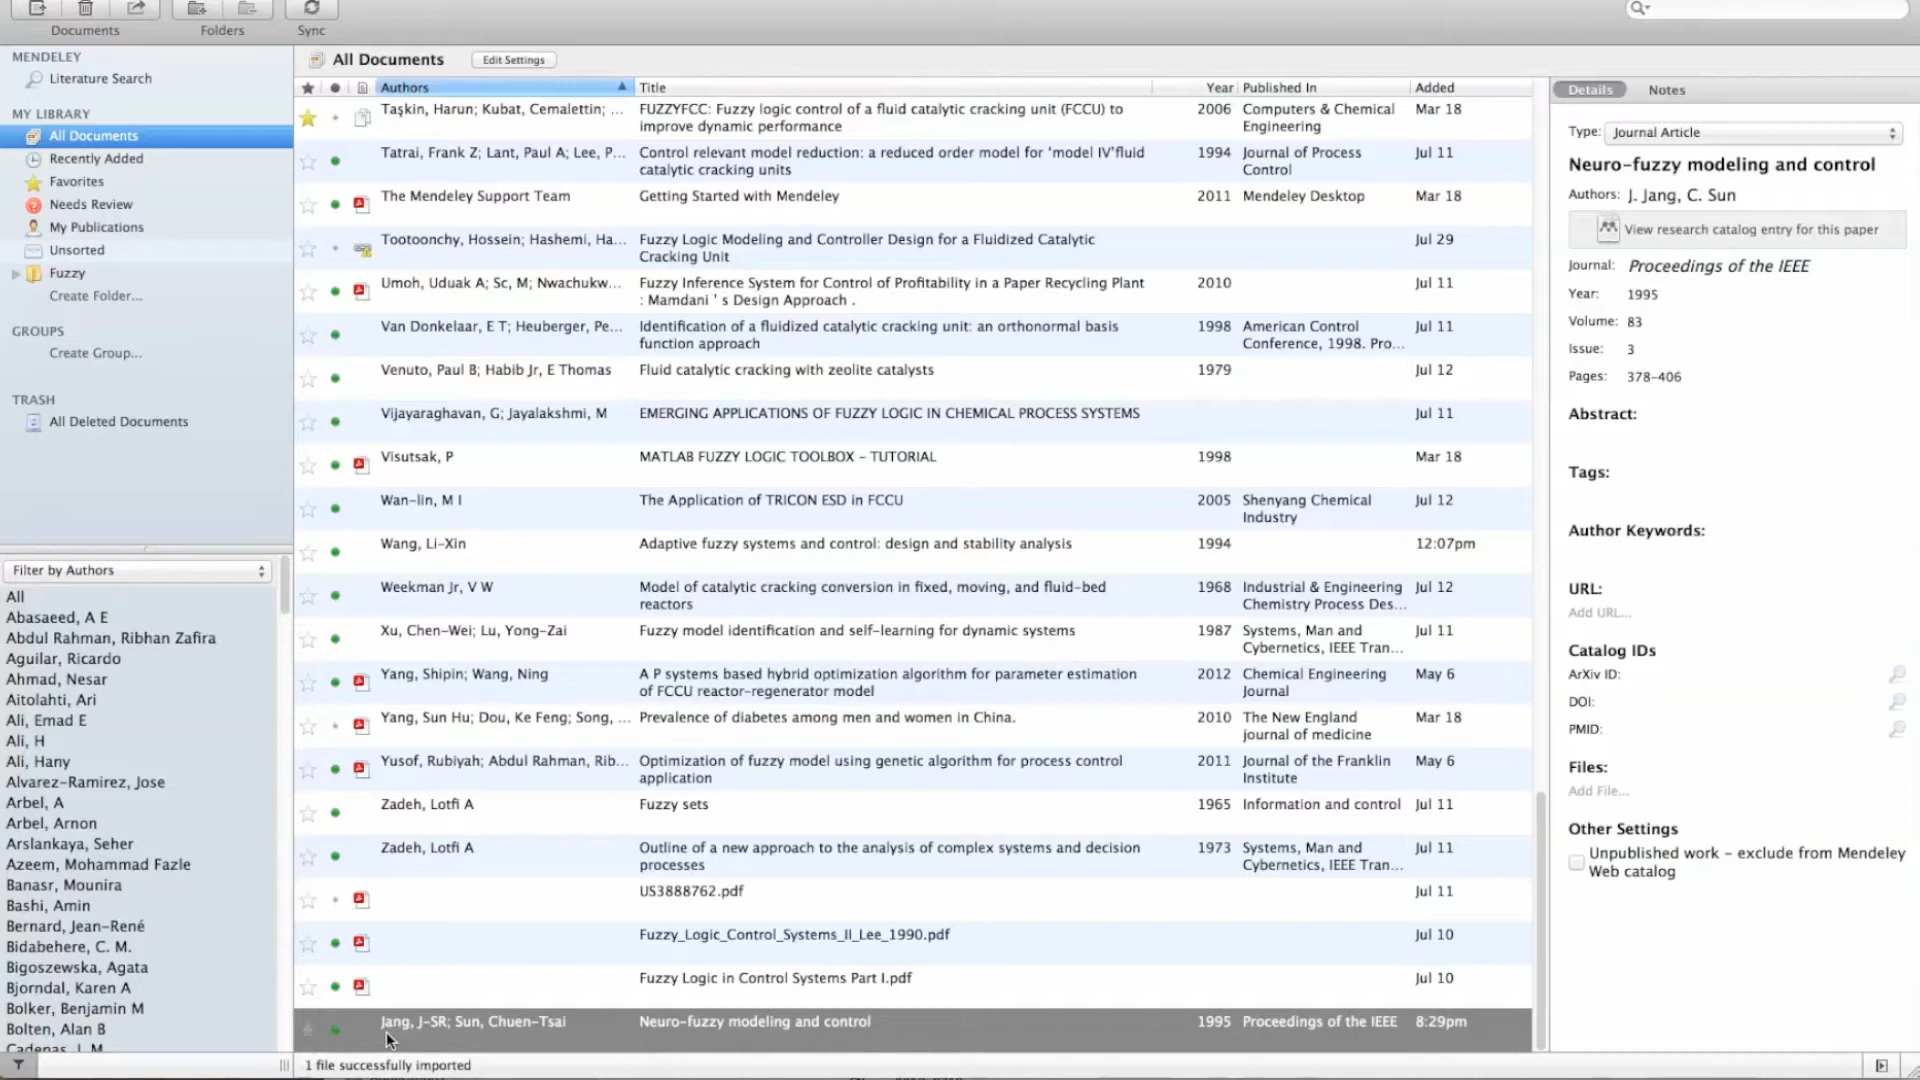 Documents
Folders
Sync
MENDELEY
Literature Search
MY LIBRARY
All Documents
Recently Added
Favorites
Needs Review
My Publications
Unsorted
Fuzzy
Create Folder...
GROUPS
Create Group...
TRASH
All Deleted Documents
Filter by Authors
All
Abasaeed, A E
Abdul Rahman, Ribhan Zafira
Aguilar, Ricardo
Ahmad, Nesar
Aitolahti, Ari
Ali, Emad E
Ali, H
Ali, Hany
Alvarez-Ramirez, Jose
Arbel, A
Arbel, Arnon
Arslankaya, Seher
Azeem, Mohammad Fazle
Banasr, Mounira
Bashi, Amin
Bernard, Jean-René
Bidabehere, C. M.
Bigoszewska, Agata
Bjorndal, Karen A
Bolker, Benjamin M
Bolten, Alan B
Cadenas, J M
All Documents
Edit Settings
Authors Title Year Published In Added
Taşkin, Harun; Kubat, Cemalettin; ... FUZZYFCC: Fuzzy logic control of a fluid catalytic cracking unit (FCCU) to 2006 Computers & Chemical Mar 18
improve dynamic performance Engineering
Tatrai, Frank Z; Lant, Paul A; Lee, P... Control relevant model reduction: a reduced order model for 'model IV'fluid 1994 Journal of Process Jul 11
catalytic cracking units Control
The Mendeley Support Team Getting Started with Mendeley 2011 Mendeley Desktop Mar 18
Tootoonchy, Hossein; Hashemi, Ha... Fuzzy Logic Modeling and Controller Design for a Fluidized Catalytic Jul 29
Cracking Unit
Umoh, Uduak A; Sc, M; Nwachukw... Fuzzy Inference System for Control of Profitability in a Paper Recycling Plant 2010 Jul 11
: Mamdani ' s Design Approach .
Van Donkelaar, E T; Heuberger, Pe... Identification of a fluidized catalytic cracking unit: an orthonormal basis 1998 American Control Jul 11
function approach Conference, 1998. Pro...
Venuto, Paul B; Habib Jr, E Thomas Fluid catalytic cracking with zeolite catalysts 1979 Jul 12
Vijayaraghavan, G; Jayalakshmi, M EMERGING APPLICATIONS OF FUZZY LOGIC IN CHEMICAL PROCESS SYSTEMS Jul 11
Visutsak, P MATLAB FUZZY LOGIC TOOLBOX - TUTORIAL 1998 Mar 18
Wan-lin, M I The Application of TRICON ESD in FCCU 2005 Shenyang Chemical Jul 12
Industry
Wang, Li-Xin Adaptive fuzzy systems and control: design and stability analysis 1994 12:07pm
Weekman Jr, V W Model of catalytic cracking conversion in fixed, moving, and fluid-bed 1968 Industrial & Engineering Jul 12
reactors Chemistry Process Des...
Xu, Chen-Wei; Lu, Yong-Zai Fuzzy model identification and self-learning for dynamic systems 1987 Systems, Man and Jul 11
Cybernetics, IEEE Tran...
Yang, Shipin; Wang, Ning A P systems based hybrid optimization algorithm for parameter estimation 2012 Chemical Engineering May 6
of FCCU reactor-regenerator model Journal
Yang, Sun Hu; Dou, Ke Feng; Song, ... Prevalence of diabetes among men and women in China. 2010 The New England Mar 18
journal of medicine
Yusof, Rubiyah; Abdul Rahman, Rib... Optimization of fuzzy model using genetic algorithm for process control 2011 Journal of the Franklin May 6
application Institute
Zadeh, Lotfi A Fuzzy sets 1965 Information and control Jul 11
Zadeh, Lotfi A Outline of a new approach to the analysis of complex systems and decision 1973 Systems, Man and Jul 11
processes Cybernetics, IEEE Tran...
US3888762.pdf Jul 11
Fuzzy_Logic_Control_Systems_II_Lee_1990.pdf Jul 10
Fuzzy Logic in Control Systems Part I.pdf Jul 10
Jang, J-SR; Sun, Chuen-Tsai Neuro-fuzzy modeling and control 1995 Proceedings of the IEEE 8:29pm
1 file successfully imported
Details Notes
Type: Journal Article
Neuro-fuzzy modeling and control
Authors: J. Jang, C. Sun
View research catalog entry for this paper
Journal: Proceedings of the IEEE
Year: 1995
Volume: 83
Issue: 3
Pages: 378-406
Abstract:
Tags:
Author Keywords:
URL:
Add URL...
Catalog IDs
ArXiv ID:
DOI:
PMID:
Files:
Add File...
Other Settings
Unpublished work - exclude from Mendeley
Web catalog